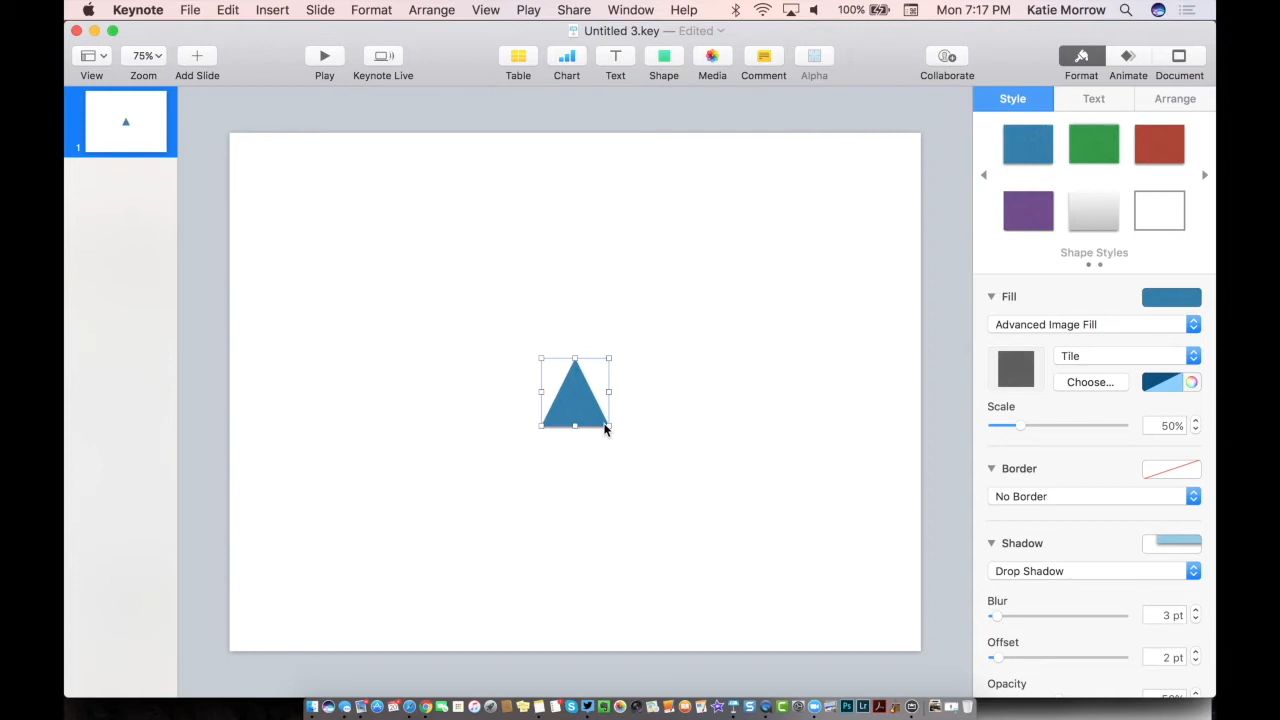 Keynote File Edit Insert Slide Format Arrange View Play Share Window Help 100% Mon 7:17 PM Katie Morrow
Untitled 3.key — Edited
75%
View Zoom Add Slide Play Keynote Live Table Chart Text Shape Media Comment Alpha Collaborate Format Animate Document
1
Style Text Arrange
Shape Styles
Fill
Advanced Image Fill
Tile
Choose...
Scale
50%
Border
No Border
Shadow
Drop Shadow
Blur
3 pt
Offset
2 pt
Opacity